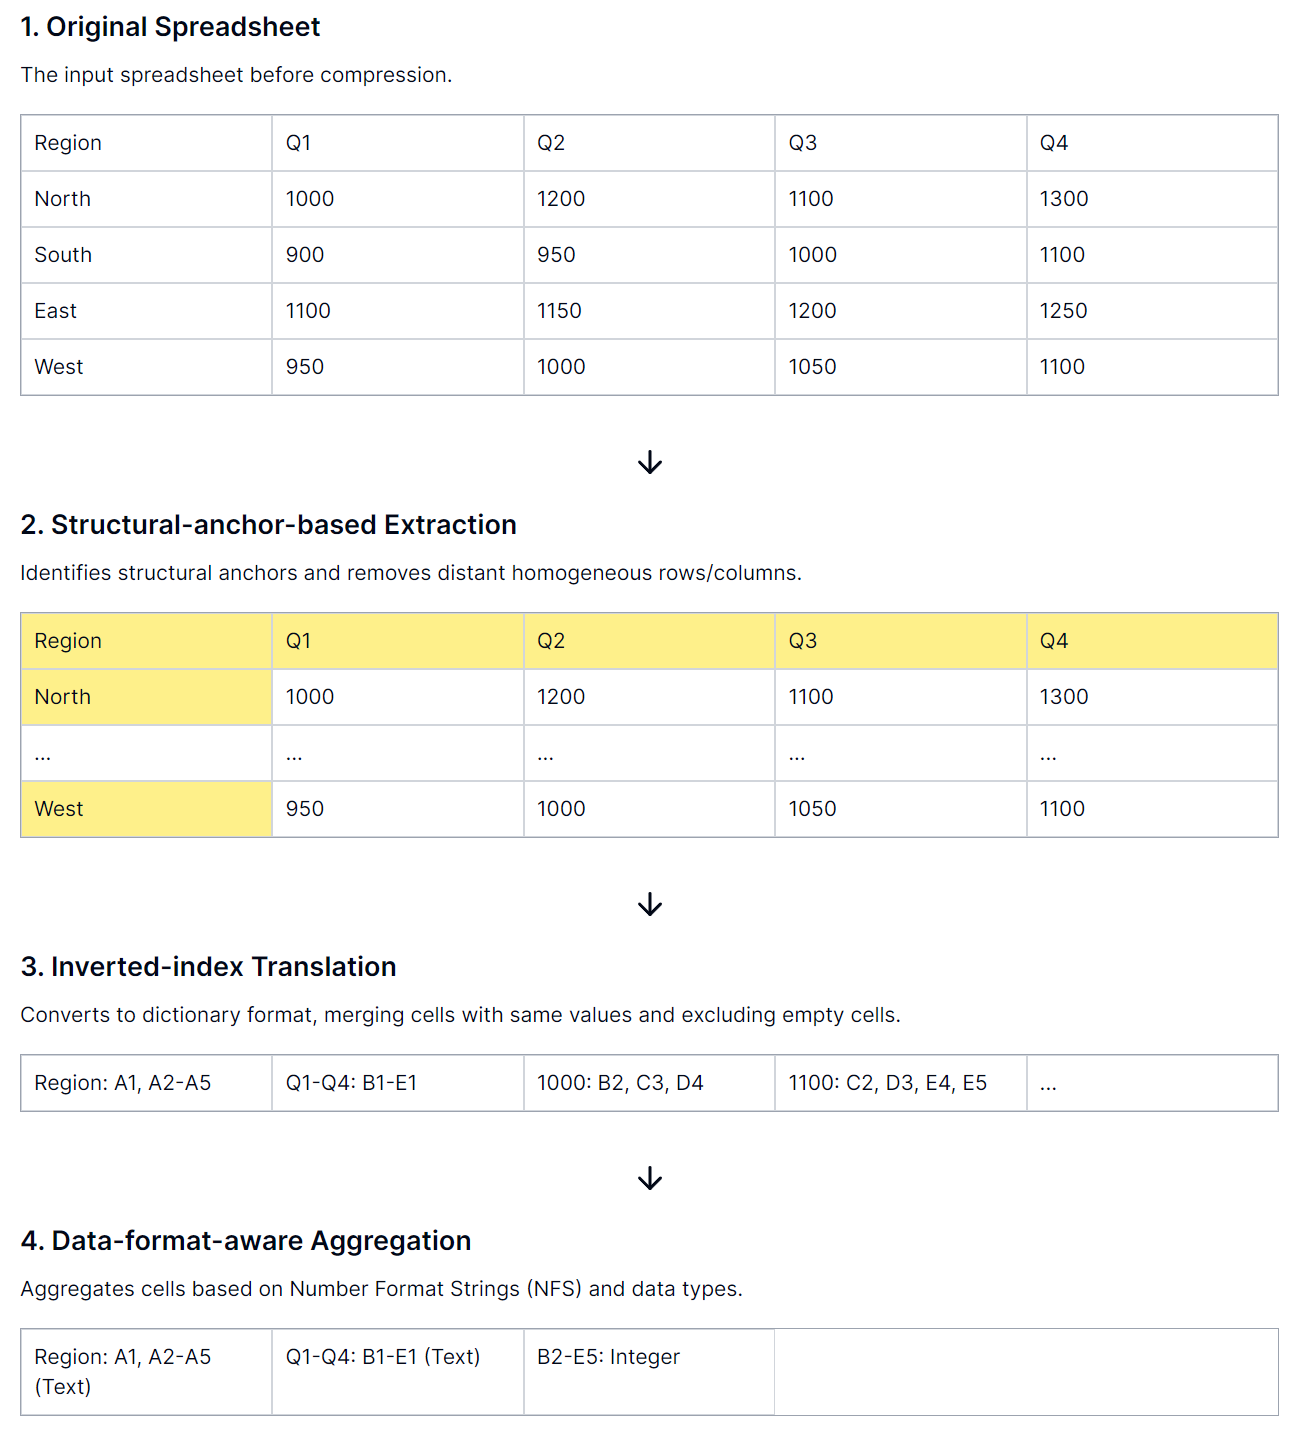 1. Original Spreadsheet
The input spreadsheet before compression.
Region Q1 Q2 Q3 Q4
North 1000 1200 1100 1300
South 900 950 1000 1100
East 1100 1150 1200 1250
West 950 1000 1050 1100
2. Structural-anchor-based Extraction
Identifies structural anchors and removes distant homogeneous rows/columns.
Region Q1 Q2 Q3 Q4
North 1000 1200 1100 1300
... ... ... ... ...
West 950 1000 1050 1100
3. Inverted-index Translation
Converts to dictionary format, merging cells with same values and excluding empty cells.
Region: A1, A2-A5 Q1-Q4: B1-E1 1000: B2, C3, D4 1100: C2, D3, E4, E5 ...
4. Data-format-aware Aggregation
Aggregates cells based on Number Format Strings (NFS) and data types.
Region: A1, A2-A5 Q1-Q4: B1-E1 (Text) B2-E5: Integer
(Text)